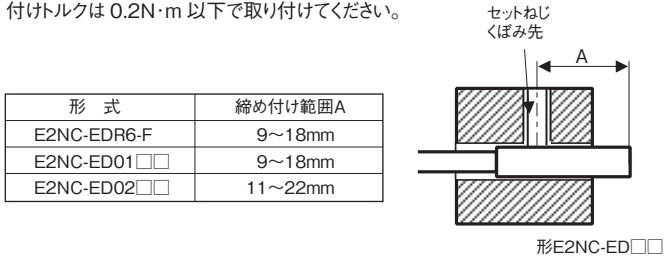 付けトルクは 0.2N·m 以下で取り付けてください。
セットねじ
くぼみ先
A
形 式 締め付け範囲A
E2NC-EDR6-F 9～18mm
E2NC-ED01□□ 9～18mm
E2NC-ED02□□ 11～22mm
形E2NC-ED□□